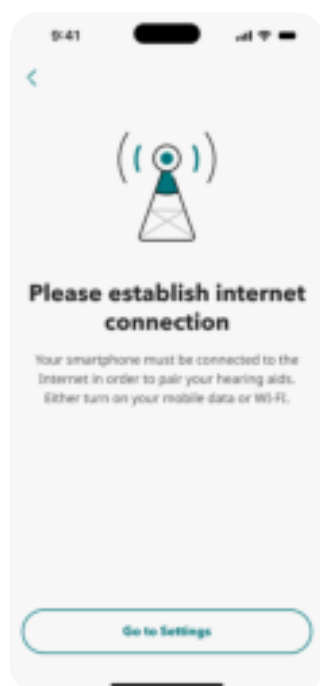 9:41
Please establish internet
connection
Your smartphone must be connected to the
Internet in order to pair your hearing aids.
Either turn on your mobile data or Wi-Fi.
Go to Settings